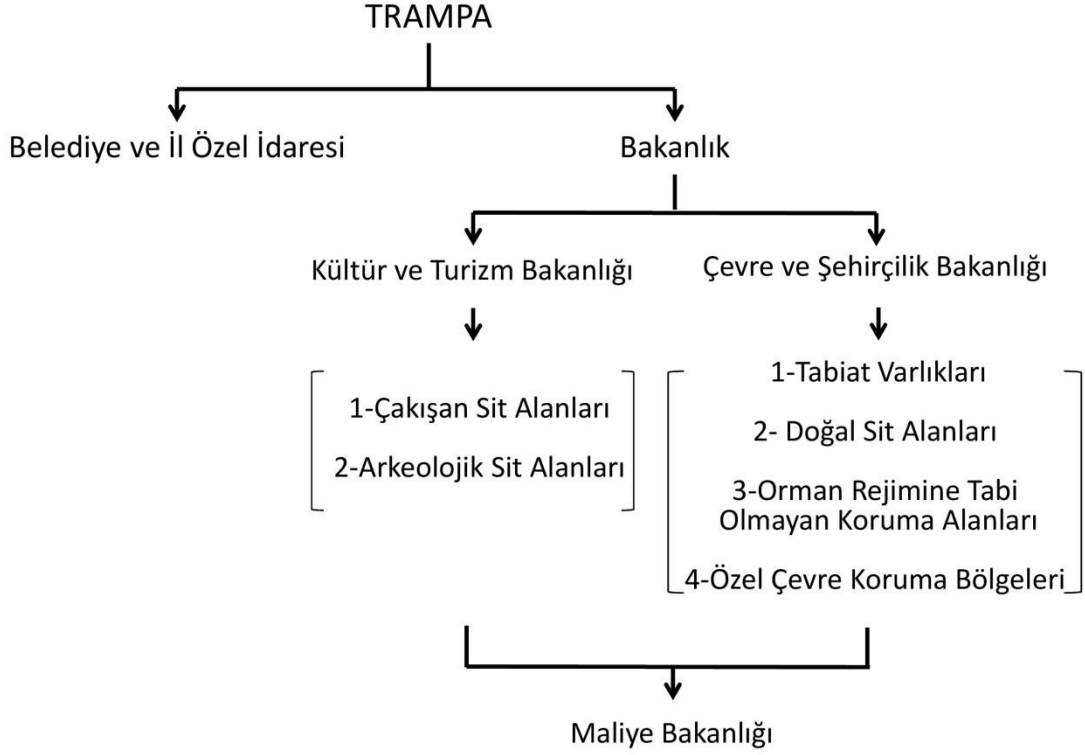 TRAMPA
Belediye ve İl Özel İdaresi
Bakanlık
Kültür ve Turizm Bakanlığı
Çevre ve Şehirçilik Bakanlığı
1-Çakışan Sit Alanları
2-Arkeolojik Sit Alanları
1-Tabiat Varlıkları
2- Doğal Sit Alanları
3-Orman Rejimine Tabi
Olmayan Koruma Alanları
4-Özel Çevre Koruma Bölgeleri
Maliye Bakanlığı